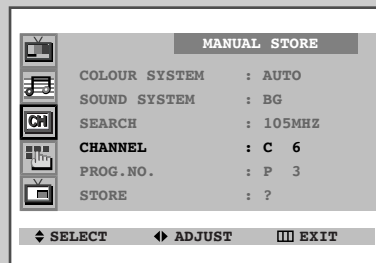 MANUAL STORE
COLOUR SYSTEM : AUTO
SOUND SYSTEM : BG
SEARCH : 105MHZ
CHANNEL : C 6
PROG.NO. : P 3
STORE : ?
CH
SELECT ADJUST EXIT